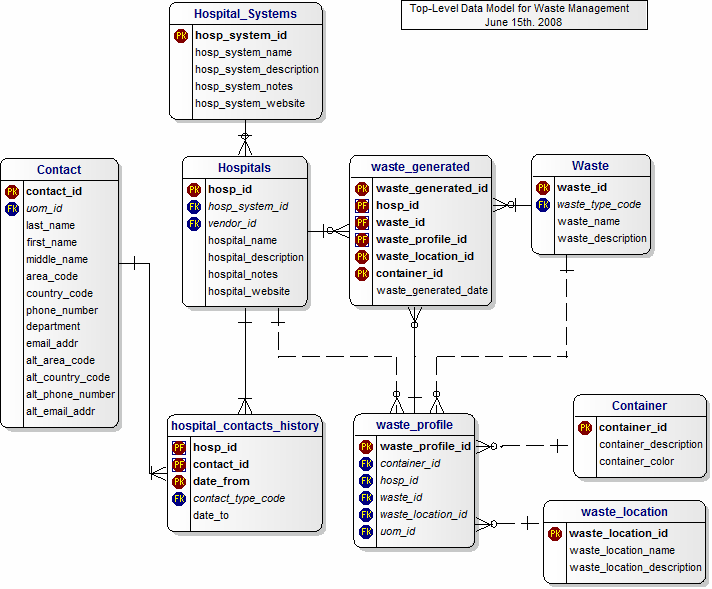 Top-Level Data Model for Waste Management
June 15th. 2008
Hospital_Systems
PK hosp_system_id
hosp_system_name
hosp_system_description
hosp_system_notes
hosp_system_website
Contact
PK contact_id
FK uom_id
last_name
first_name
middle_name
area_code
country_code
phone_number
department
email_addr
alt_area_code
alt_country_code
alt_phone_number
alt_email_addr
Hospitals
PK hosp_id
FK hosp_system_id
FK vendor_id
hospital_name
hospital_description
hospital_notes
hospital_website
waste_generated
PK waste_generated_id
PF hosp_id
PF waste_id
PF waste_profile_id
PK waste_location_id
PK container_id
waste_generated_date
Waste
PK waste_id
FK waste_type_code
waste_name
waste_description
hospital_contacts_history
PF hosp_id
PF contact_id
PK date_from
FK contact_type_code
date_to
waste_profile
PK waste_profile_id
FK container_id
FK hosp_id
FK waste_id
FK waste_location_id
FK uom_id
Container
PK container_id
container_description
container_color
waste_location
PK waste_location_id
waste_location_name
waste_location_description